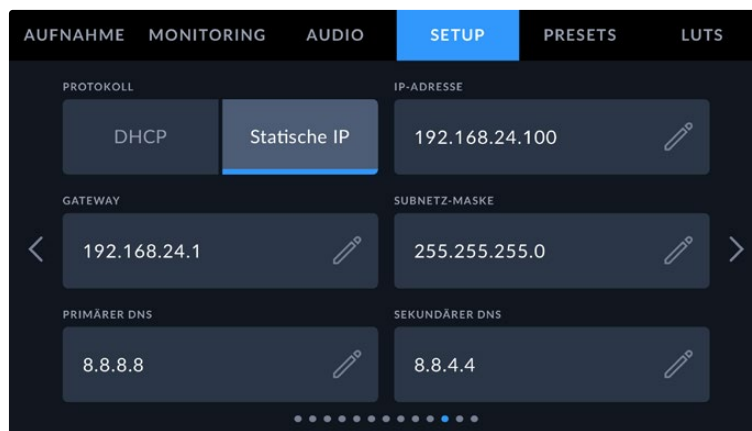 AUFNAHME MONITORING AUDIO SETUP PRESETS LUTS
PROTOKOLL IP-ADRESSE
DHCP Statische IP 192.168.24.100
GATEWAY SUBNETZ-MASKE
192.168.24.1 255.255.255.0
PRIMÄRER DNS SEKUNDÄRER DNS
8.8.8.8 8.8.4.4